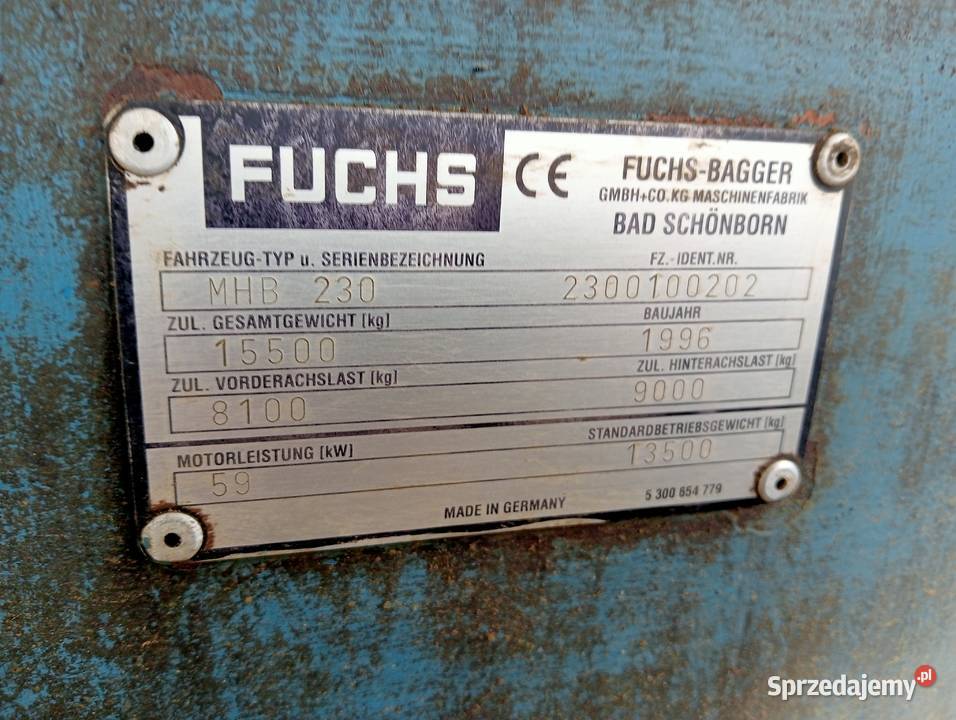 FUCHS
CE
FUCHS-BAGGER
GMBH+CO.KG MASCHINENFABRIK
BAD SCHÖNBORN
FAHRZEUG-TYP u. SERIENBEZEICHNUNG FZ.-IDENT.NR.
MHB 230 2300100202
ZUL. GESAMTGEWICHT [kg] BAUJAHR
15500 1996
ZUL. VORDERACHSLAST [kg] ZUL. HINTERACHSLAST [kg]
8100 9000
MOTORLEISTUNG [kW] STANDARDBETRIEBSGEWICHT [kg]
59 13500
MADE IN GERMANY 5 300 654 779
Sprzedajemy.pl